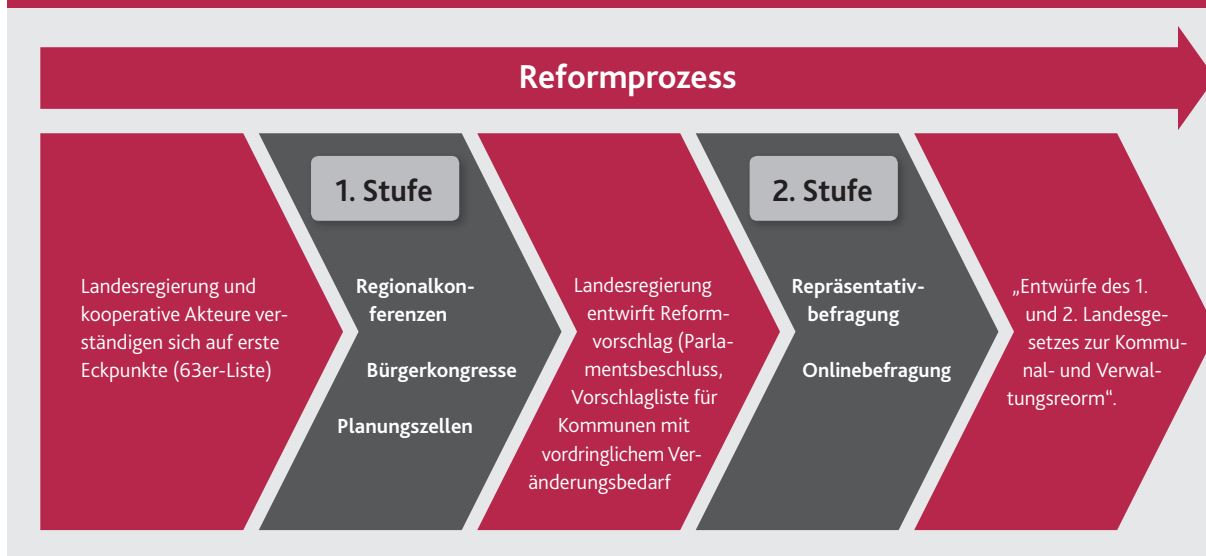 Reformprozess
Landesregierung und
kooperative Akteure ver-
ständigen sich auf erste
Eckpunkte (63er-Liste)
1. Stufe
Regionalkon-
ferenzen
Bürgerkongresse
Planungszellen
Landesregierung
entwirft Reform-
vorschlag (Parla-
mentsbeschluss,
Vorschlagliste für
Kommunen mit
vordringlichem Ver-
änderungsbedarf
2. Stufe
Repräsentativ-
befragung
Onlinebefragung
„Entwürfe des 1.
und 2. Landesge-
setzes zur Kommu-
nal- und Verwal-
tungsreorm“.